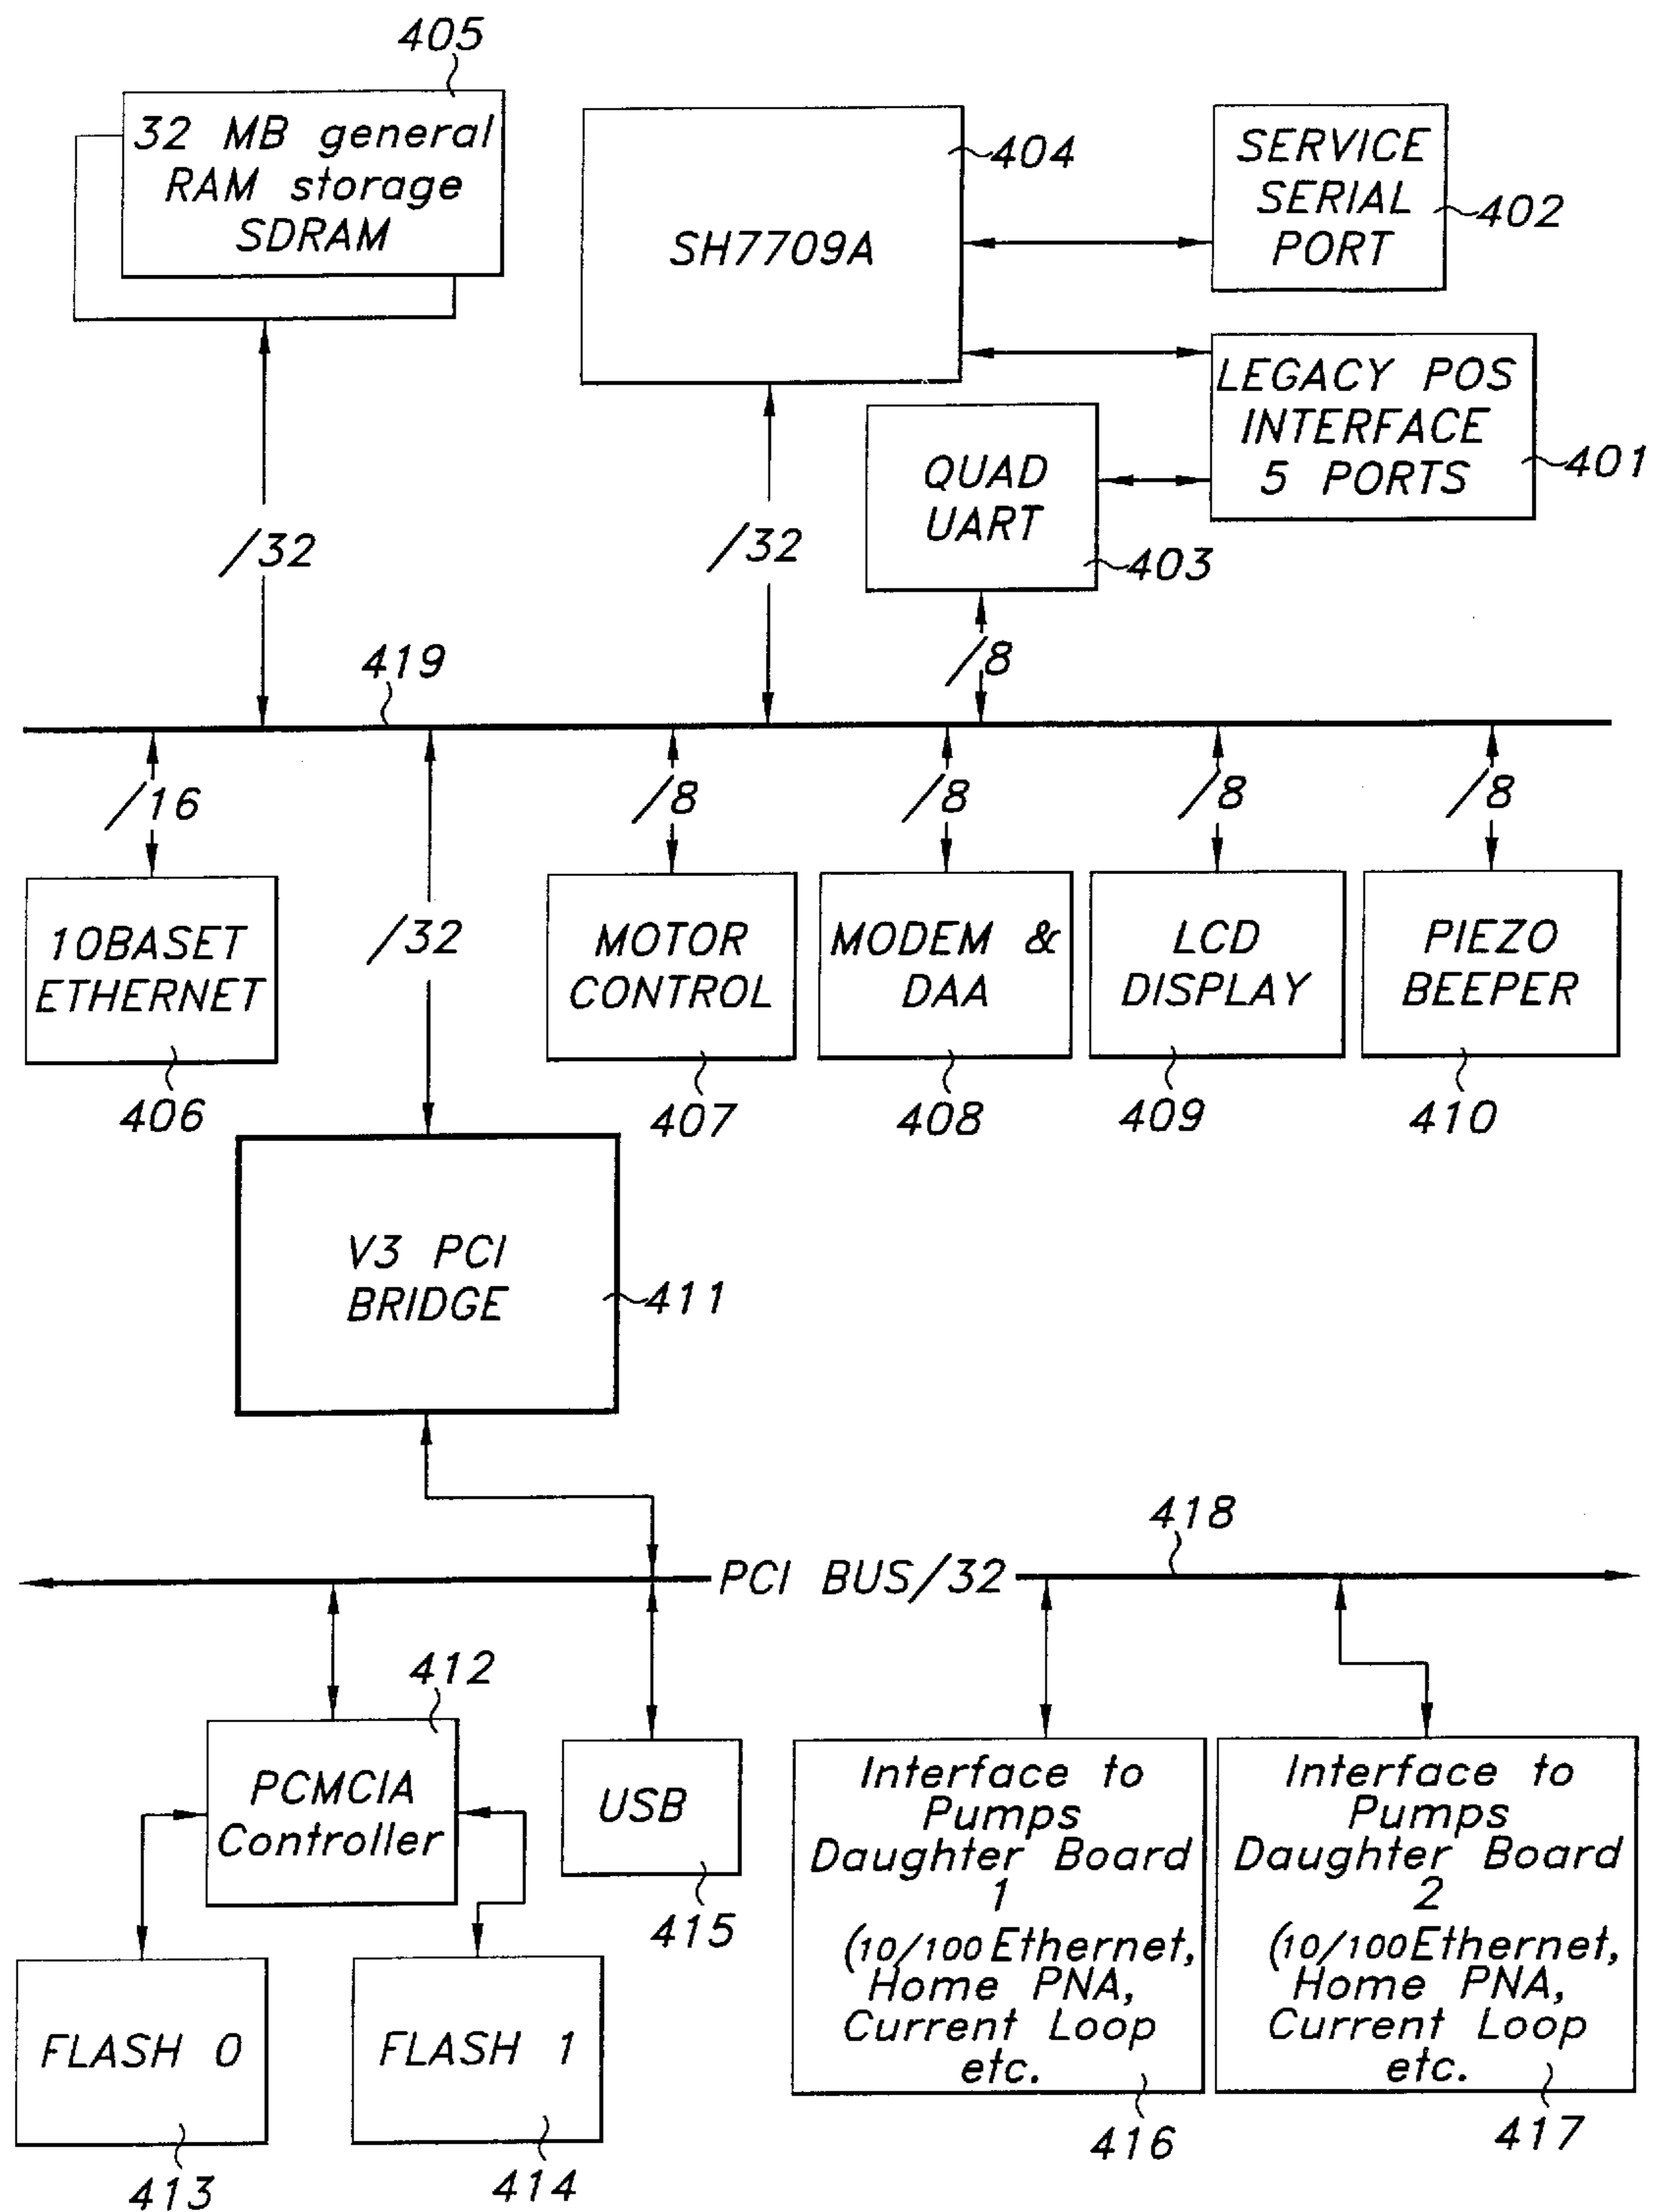 405
32 MB general
RAM storage
SDRAM
SH7709A
404
SERVICE
SERIAL
PORT
402
LEGACY POS
INTERFACE
5 PORTS
401
QUAD
UART
403
/32
/32
/8
419
/16
/32
/8
/8
/8
/8
10BASET
ETHERNET
406
MOTOR
CONTROL
407
MODEM &
DAA
408
LCD
DISPLAY
409
PIEZO
BEEPER
410
V3 PCI
BRIDGE
411
418
PCI BUS/32
412
PCMCIA
Controller
USB
415
Interface to
Pumps
Daughter Board
1
(10/100 Ethernet,
Home PNA,
Current Loop
etc.
416
Interface to
Pumps
Daughter Board
2
(10/100 Ethernet,
Home PNA,
Current Loop
etc.
417
FLASH 0
413
FLASH 1
414